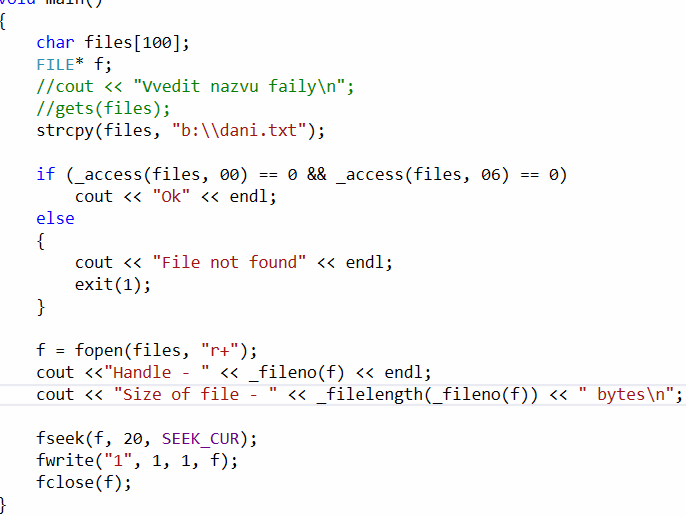 void main()
{
    char files[100];
    FILE* f;
    //cout << "Vvedit nazvu faily\n";
    //gets(files);
    strcpy(files, "b:\\dani.txt");

    if (_access(files, 00) == 0 && _access(files, 06) == 0)
        cout << "Ok" << endl;
    else
    {
        cout << "File not found" << endl;
        exit(1);
    }

    f = fopen(files, "r+");
    cout <<"Handle - " << _fileno(f) << endl;
    cout << "Size of file - " << _filelength(_fileno(f)) << " bytes\n";

    fseek(f, 20, SEEK_CUR);
    fwrite("1", 1, 1, f);
    fclose(f);
}